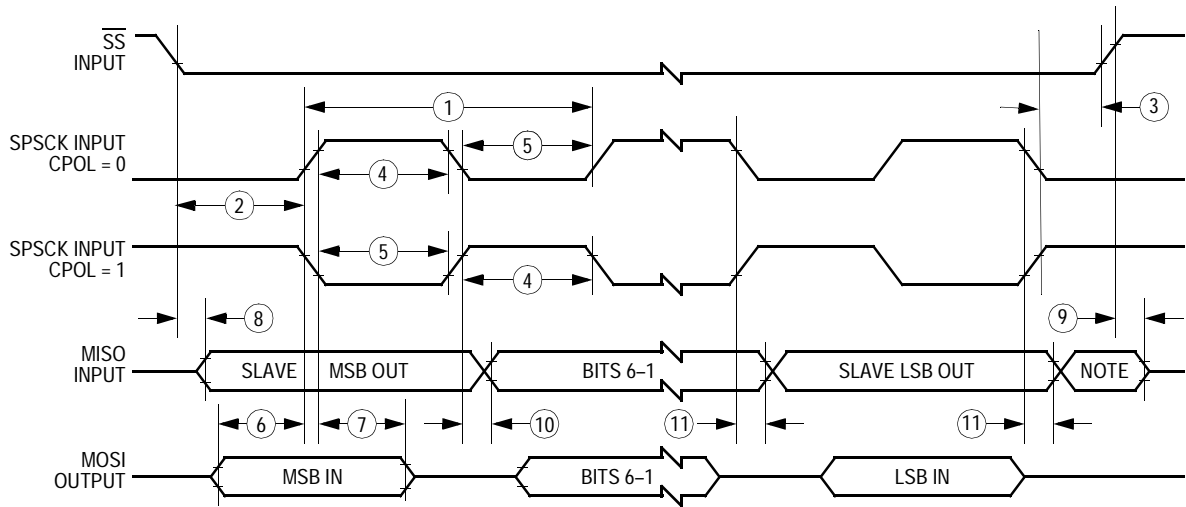 SS
INPUT
1
3
SPSCK INPUT
CPOL = 0
5
4
2
SPSCK INPUT
CPOL = 1
5
4
8
9
MISO
INPUT
SLAVE MSB OUT
BITS 6–1
SLAVE LSB OUT
NOTE
6
7
10
11
11
MOSI
OUTPUT
MSB IN
BITS 6–1
LSB IN